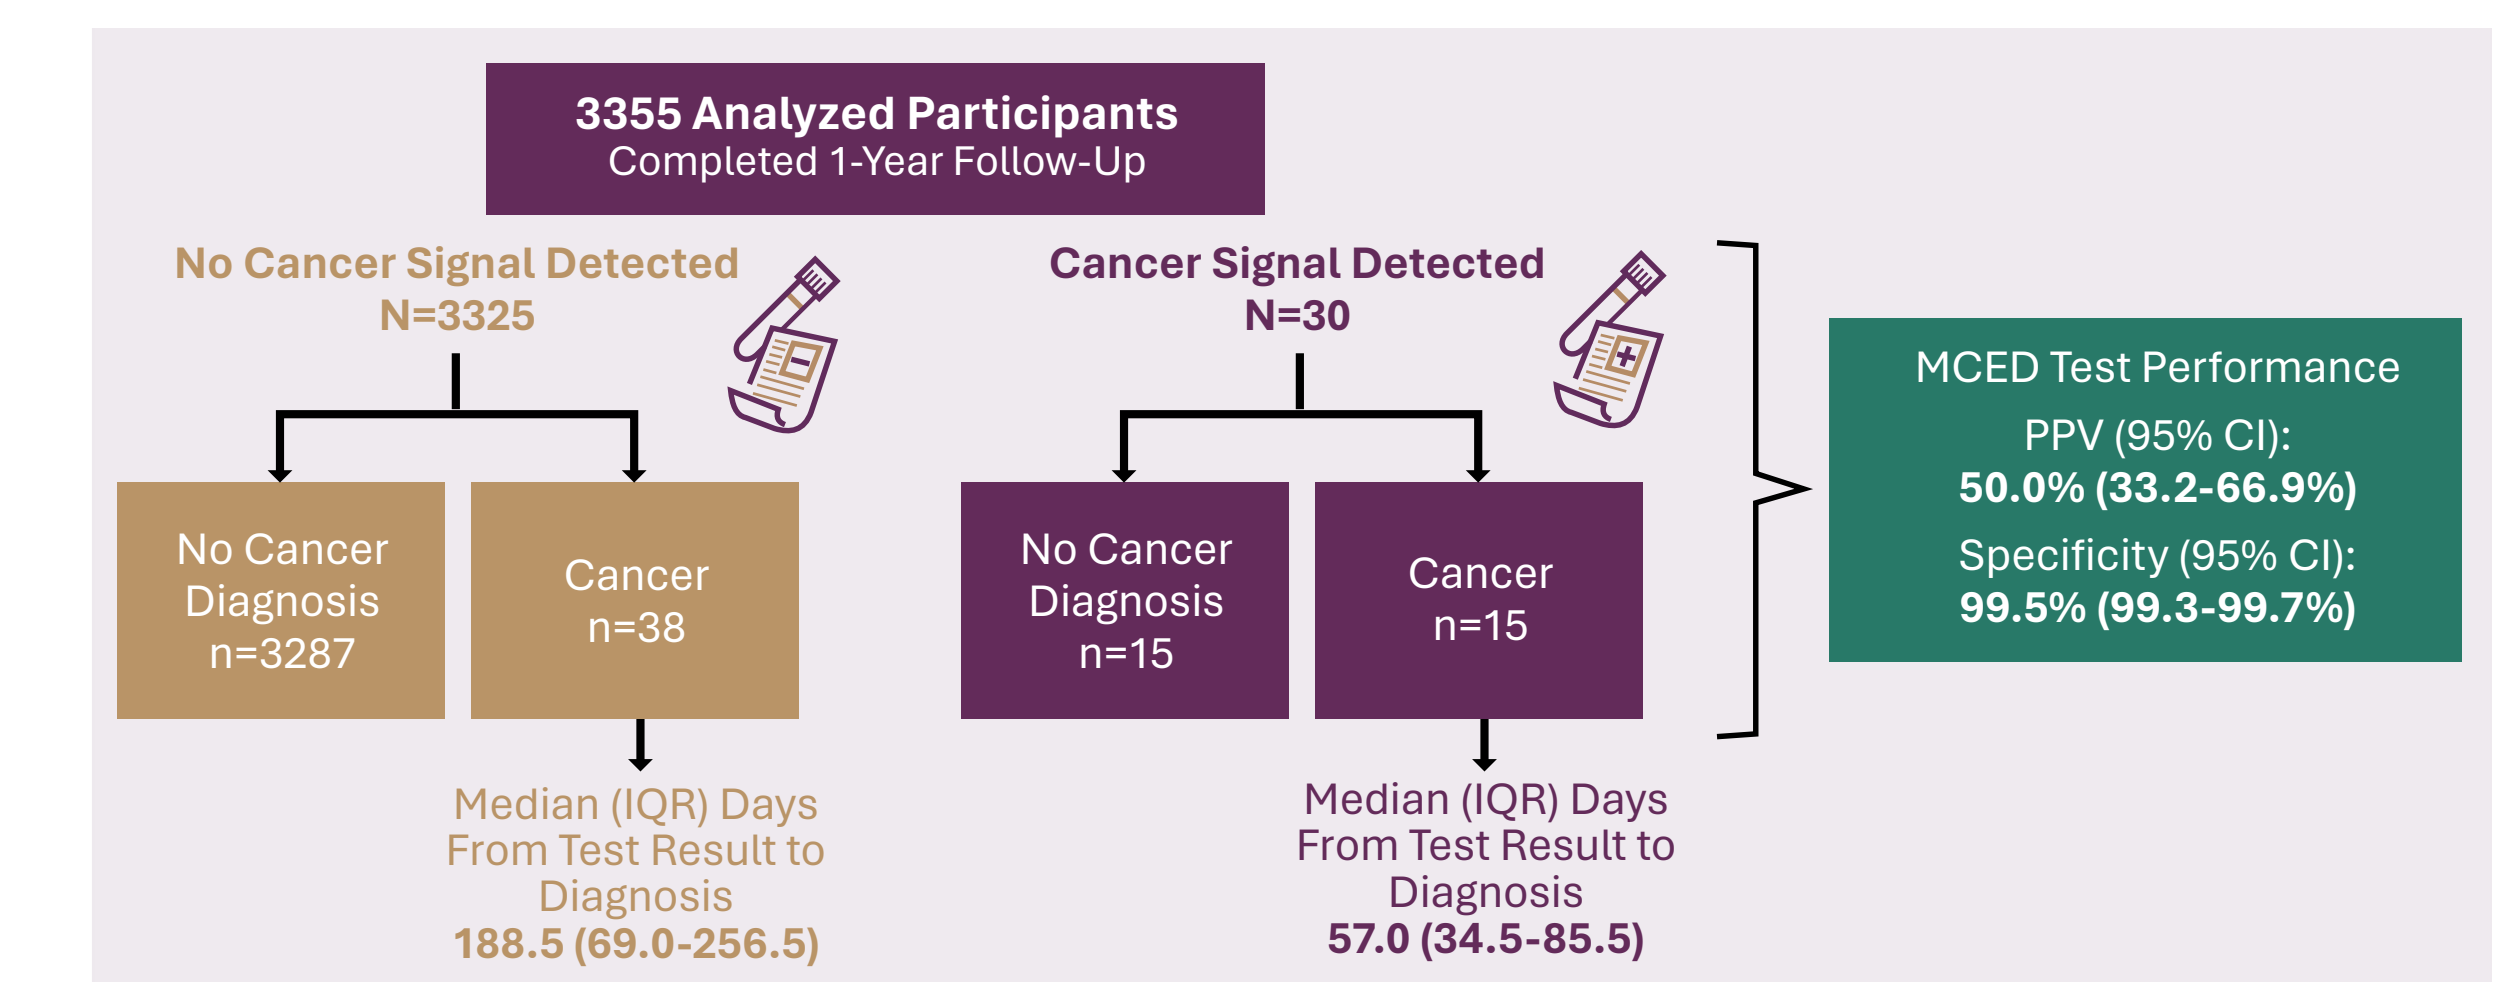 3355 Analyzed Participants
Completed 1-Year Follow-Up
No Cancer Signal Detected
N=3325
Cancer Signal Detected
N=30
No Cancer
Diagnosis
n=3287
Cancer
n=38
No Cancer
Diagnosis
n=15
Cancer
n=15
MCED Test Performance
PPV (95% CI):
50.0% (33.2-66.9%)
Specificity (95% CI):
99.5% (99.3-99.7%)
Median (IQR) Days
From Test Result to
Diagnosis
188.5 (69.0-256.5)
Median (IQR) Days
From Test Result to
Diagnosis
57.0 (34.5-85.5)